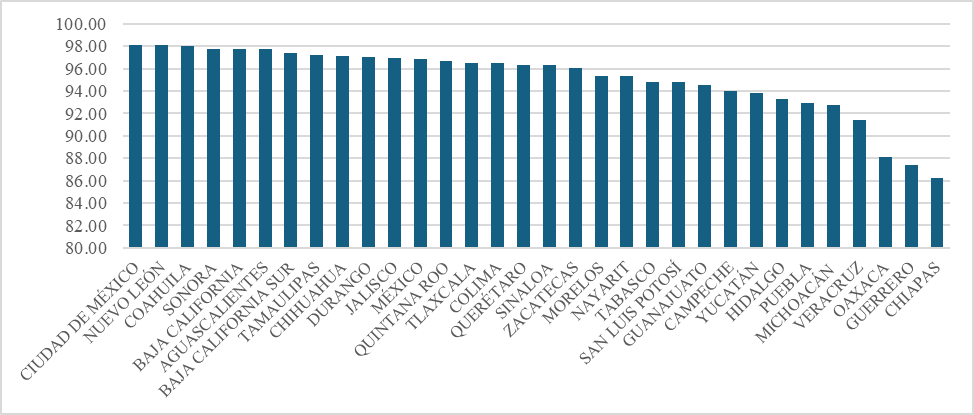 100.00
98.00
96.00
94.00
92.00
90.00
88.00
86.00
84.00
82.00
80.00
CIUDAD DE MÉXICO
NUEVO LEÓN
COAHUILA
SONORA
BAJA CALIFORNIA
AGUASCALIENTES
BAJA CALIFORNIA SUR
TAMAULIPAS
CHIHUAHUA
DURANGO
JALISCO
MÉXICO
QUINTANA ROO
TLAXCALA
COLIMA
QUERÉTARO
SINALOA
ZACATECAS
MORELOS
NAYARIT
TABASCO
SAN LUIS POTOSÍ
GUANAJUATO
CAMPECHE
YUCATÁN
HIDALGO
PUEBLA
MICHOACÁN
VERACRUZ
OAXACA
GUERRERO
CHIAPAS